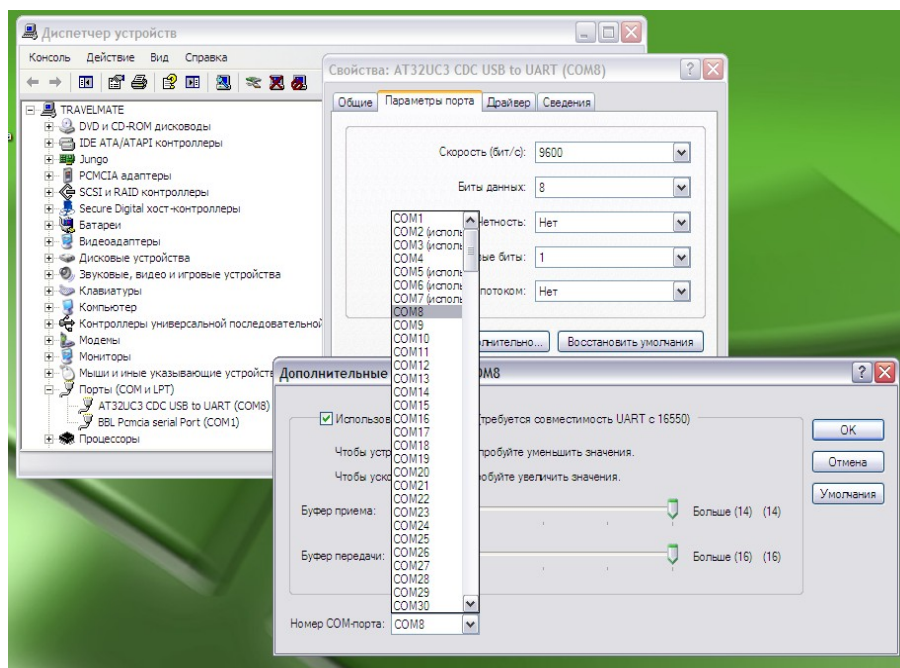 Диспетчер устройств
Консоль Действие Вид Справка
TRAVELMATE
DVD и CD-ROM дисководы
IDE ATA/ATAPI контроллеры
Jungo
PCMCIA адаптеры
SCSI и RAID контроллеры
Secure Digital хост-контроллеры
Батареи
Видеоадаптеры
Дисковые устройства
Звуковые, видео и игровые устройства
Клавиатуры
Компьютер
Контроллеры универсальной последовательной
Модемы
Мониторы
Мыши и иные указывающие устройств
Порты (COM и LPT)
AT32UC3 CDC USB to UART (COM8)
BBL Pcmcia serial Port (COM1)
Процессоры
Свойства: AT32UC3 CDC USB to UART (COM8)
Общие Параметры порта Драйвер Сведения
Скорость (бит/с): 9600
Биты данных: 8
Четность: Нет
ые биты: 1
потоком: Нет
лнительно... Восстановить умолчания
Дополнительные OM8
Использов (требуется совместимость UART с 16550)
Чтобы устр пробуйте уменьшить значения.
Чтобы уско обуйте увеличить значения.
Буфер приема: Больше (14) (14)
Буфер передачи: Больше (16) (16)
Номер COM-порта: COM8
OK
Отмена
Умолчания
COM1
COM2 (исполь
COM3 (исполь
COM4
COM5 (исполь
COM6 (исполь
COM7 (исполь
COM8
COM9
COM10
COM11
COM12
COM13
COM14
COM15
COM16
COM17
COM18
COM19
COM20
COM21
COM22
COM23
COM24
COM25
COM26
COM27
COM28
COM29
COM30